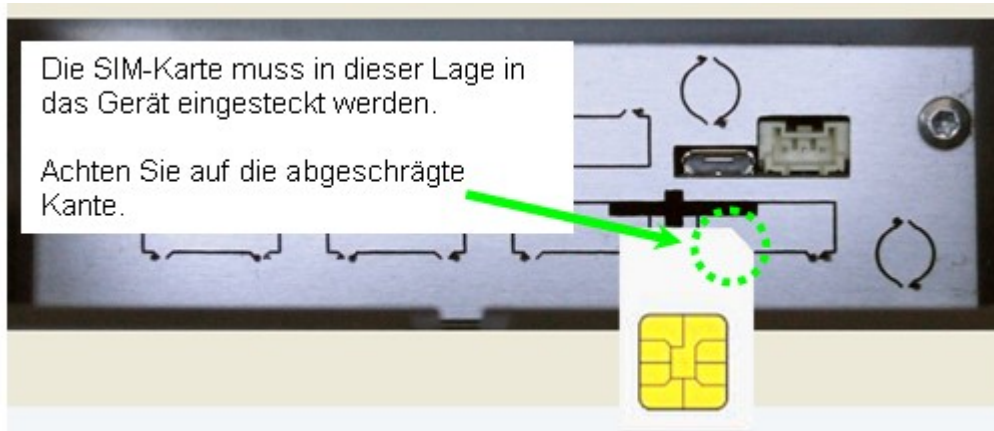 Die SIM-Karte muss in dieser Lage in
das Gerät eingesteckt werden.
Achten Sie auf die abgeschrägte
Kante.